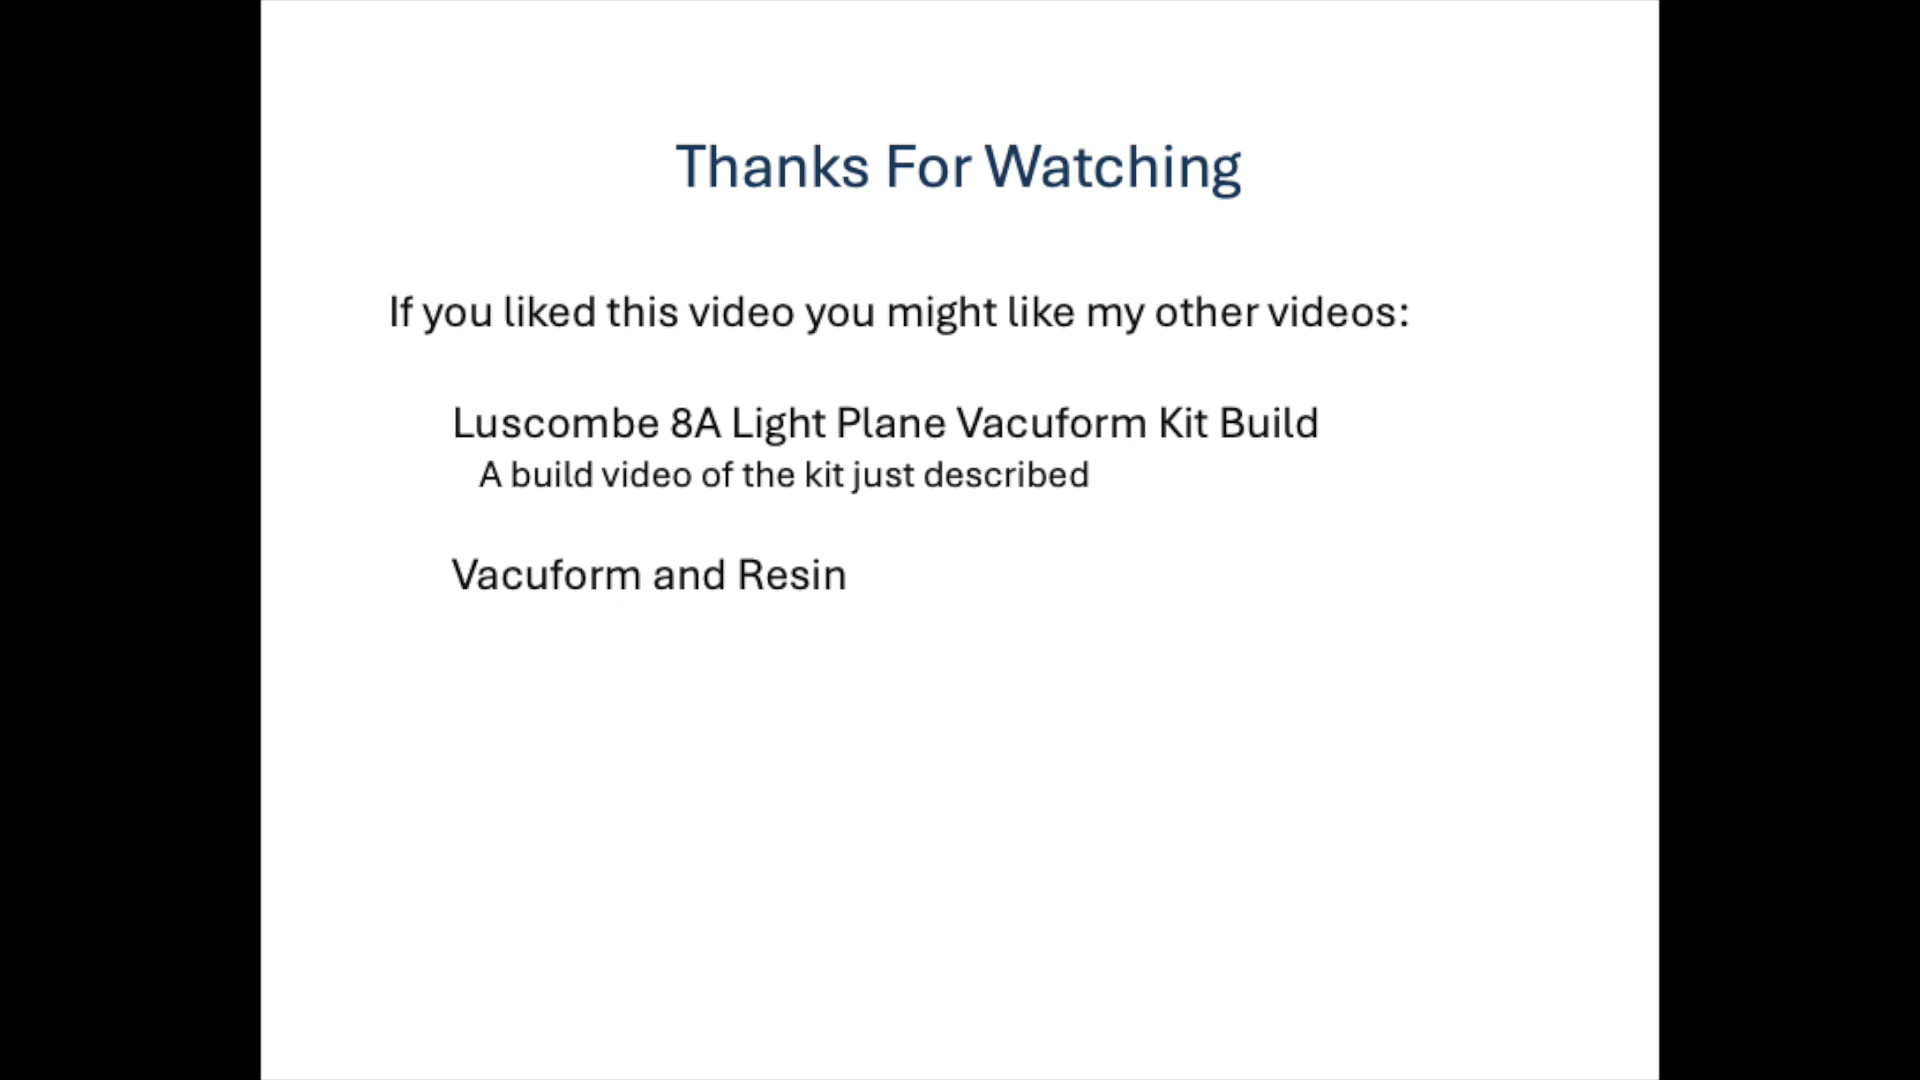 Thanks For Watching
If you liked this video you might like my other videos:
Luscombe 8A Light Plane Vacuform Kit Build
A build video of the kit just described
Vacuform and Resin